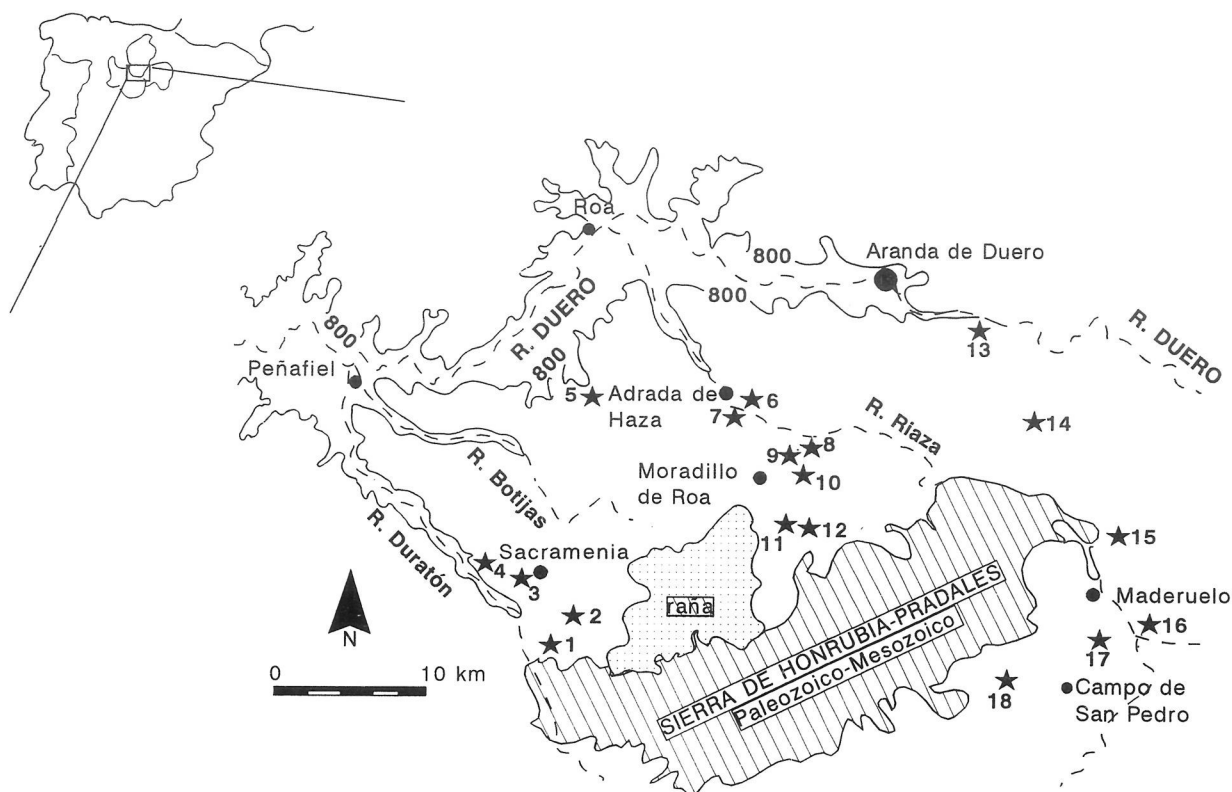 Roa
Aranda de Duero
800
800
R. DUERO
800
R. DUERO
13
800
Peñafiel
5
Adrada de
Haza
6
7
R. Riaza
14
8
9
Moradillo
de Roa
10
R. Botijas
R. Duratón
11
12
15
Sacramenia
4
3
raña
Maderuelo
2
16
1
17
N
0 10 km
SIERRA DE HONRUBIA-PRADALES
Paleozoico-Mesozoico
18
Campo de
San Pedro